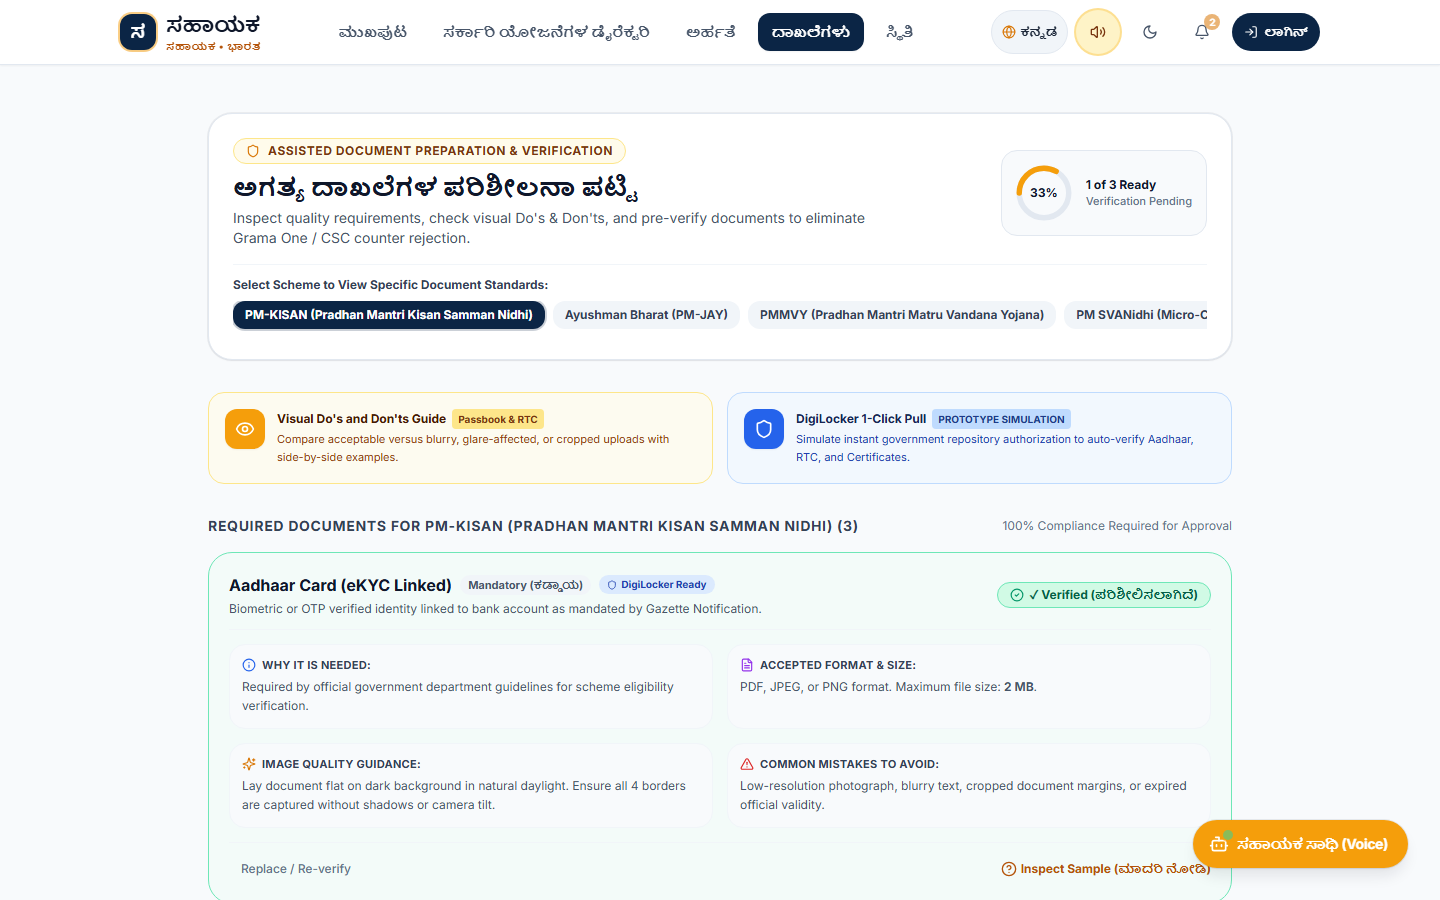 ಸ
ಸಹಾಯಕ
ಸಹಾಯಕ • ಭಾರತ
ಮುಖಪುಟ
ಸರ್ಕಾರಿ ಯೋಜನೆಗಳ ಡೈರೆಕ್ಟರಿ
ಅರ್ಹತೆ
ದಾಖಲೆಗಳು
ಸ್ಥಿತಿ
ಕನ್ನಡ
2
ಲಾಗಿನ್
ASSISTED DOCUMENT PREPARATION & VERIFICATION
ಅಗತ್ಯ ದಾಖಲೆಗಳ ಪರಿಶೀಲನಾ ಪಟ್ಟಿ
Inspect quality requirements, check visual Do's & Don'ts, and pre-verify documents to eliminate
Grama One / CSC counter rejection.
33%
1 of 3 Ready
Verification Pending
Select Scheme to View Specific Document Standards:
PM-KISAN (Pradhan Mantri Kisan Samman Nidhi)
Ayushman Bharat (PM-JAY)
PMMVY (Pradhan Mantri Matru Vandana Yojana)
PM SVANidhi (Micro-C
Visual Do's and Don'ts Guide
Passbook & RTC
Compare acceptable versus blurry, glare-affected, or cropped uploads with
side-by-side examples.
DigiLocker 1-Click Pull
PROTOTYPE SIMULATION
Simulate instant government repository authorization to auto-verify Aadhaar,
RTC, and Certificates.
REQUIRED DOCUMENTS FOR PM-KISAN (PRADHAN MANTRI KISAN SAMMAN NIDHI) (3)
100% Compliance Required for Approval
Aadhaar Card (eKYC Linked)
Mandatory (ಕಡ್ಡಾಯ)
DigiLocker Ready
Biometric or OTP verified identity linked to bank account as mandated by Gazette Notification.
✓ Verified (ಪರಿಶೀಲಿಸಲಾಗಿದೆ)
WHY IT IS NEEDED:
Required by official government department guidelines for scheme eligibility
verification.
ACCEPTED FORMAT & SIZE:
PDF, JPEG, or PNG format. Maximum file size: 2 MB.
IMAGE QUALITY GUIDANCE:
Lay document flat on dark background in natural daylight. Ensure all 4 borders
are captured without shadows or camera tilt.
COMMON MISTAKES TO AVOID:
Low-resolution photograph, blurry text, cropped document margins, or expired
official validity.
Replace / Re-verify
Inspect Sample (ಮಾದರಿ ನೋಡಿ)
ಸಹಾಯಕ ಸಾಥಿ (Voice)